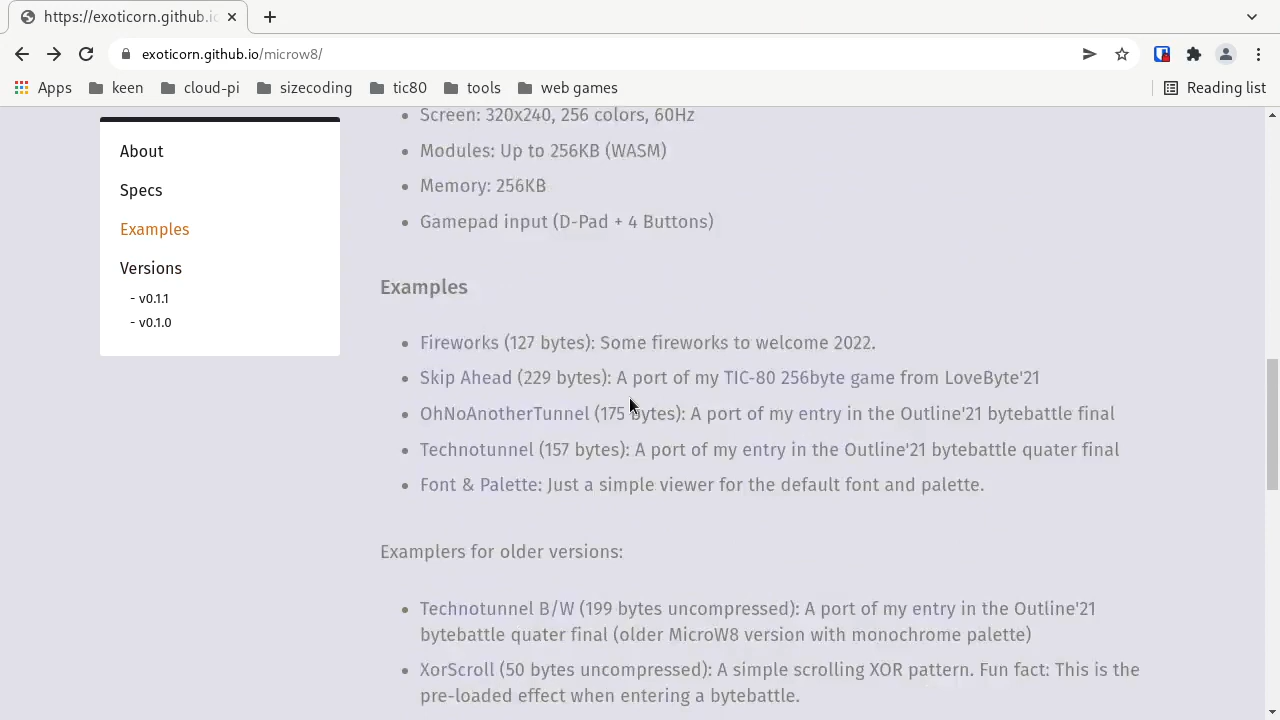 https://exoticorn.github.io
exoticorn.github.io/microw8/
Apps keen cloud-pi sizecoding tic80 tools web games Reading list
About
Specs
Examples
Versions
- v0.1.1
- v0.1.0
• Screen: 320x240, 256 colors, 60Hz
• Modules: Up to 256KB (WASM)
• Memory: 256KB
• Gamepad input (D-Pad + 4 Buttons)
Examples
• Fireworks (127 bytes): Some fireworks to welcome 2022.
• Skip Ahead (229 bytes): A port of my TIC-80 256byte game from LoveByte'21
• OhNoAnotherTunnel (175 bytes): A port of my entry in the Outline'21 bytebattle final
• Technotunnel (157 bytes): A port of my entry in the Outline'21 bytebattle quater final
• Font & Palette: Just a simple viewer for the default font and palette.
Examplers for older versions:
• Technotunnel B/W (199 bytes uncompressed): A port of my entry in the Outline'21
bytebattle quater final (older MicroW8 version with monochrome palette)
• XorScroll (50 bytes uncompressed): A simple scrolling XOR pattern. Fun fact: This is the
pre-loaded effect when entering a bytebattle.